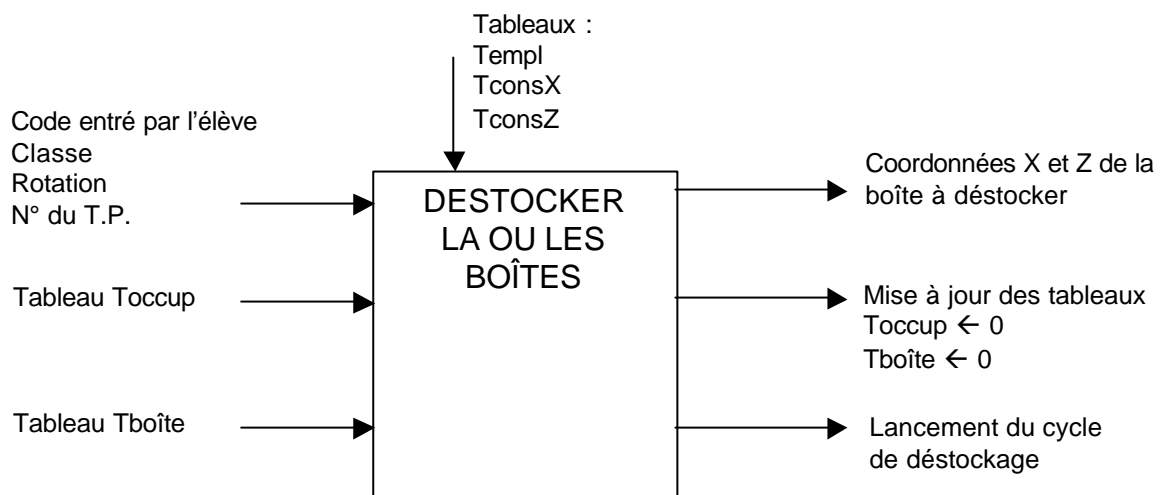 Tableaux :
Templ
TconsX
TconsZ
Code entré par l'élève
Classe
Rotation
N° du T.P.
Tableau Toccup
Tableau Tboîte
DESTOCKER
LA OU LES
BOÎTES
Coordonnées X et Z de la
boîte à déstocker
Mise à jour des tableaux
Toccup ← 0
Tboîte ← 0
Lancement du cycle
de déstockage